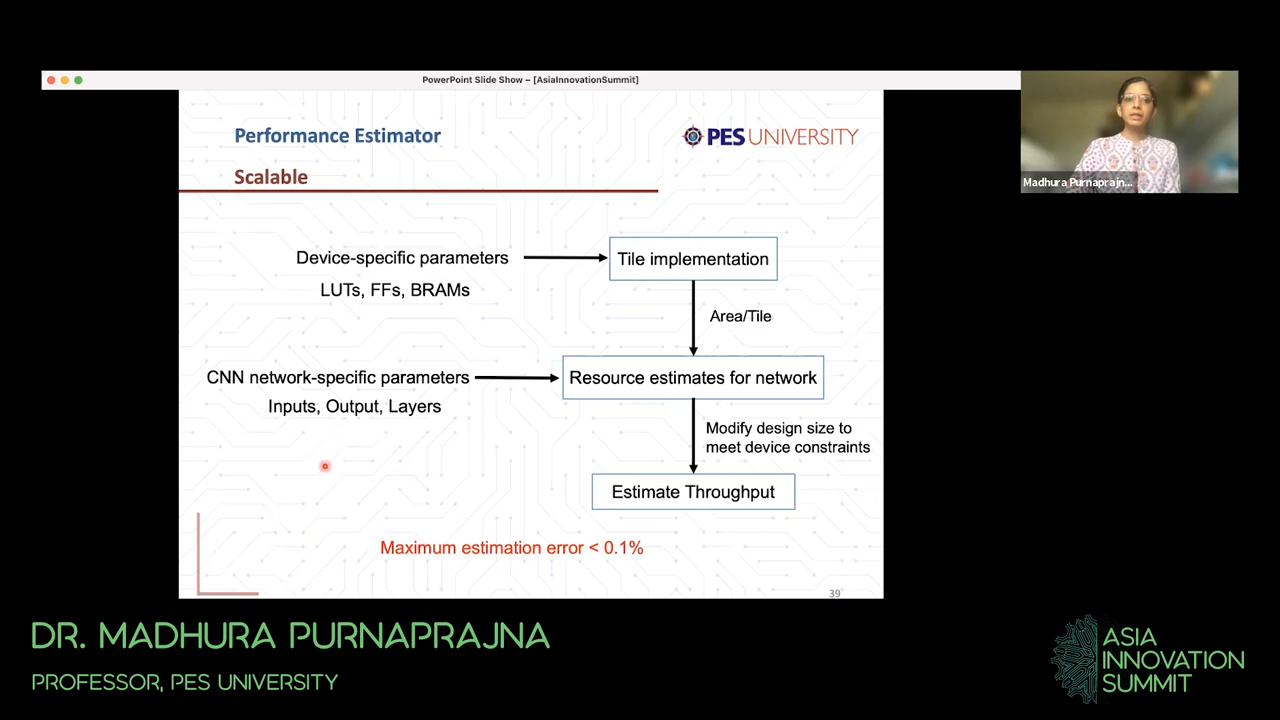 PowerPoint Slide Show – [AsiaInnovationSummit]
Performance Estimator
PES UNIVERSITY
Scalable
Madhura Purnaprajn...
Device-specific parameters
LUTs, FFs, BRAMs
Tile implementation
Area/Tile
CNN network-specific parameters
Inputs, Output, Layers
Resource estimates for network
Modify design size to
meet device constraints
Estimate Throughput
Maximum estimation error < 0.1%
39
DR. MADHURA PURNAPRAJNA
PROFESSOR, PES UNIVERSITY
ASIA
INNOVATION
SUMMIT